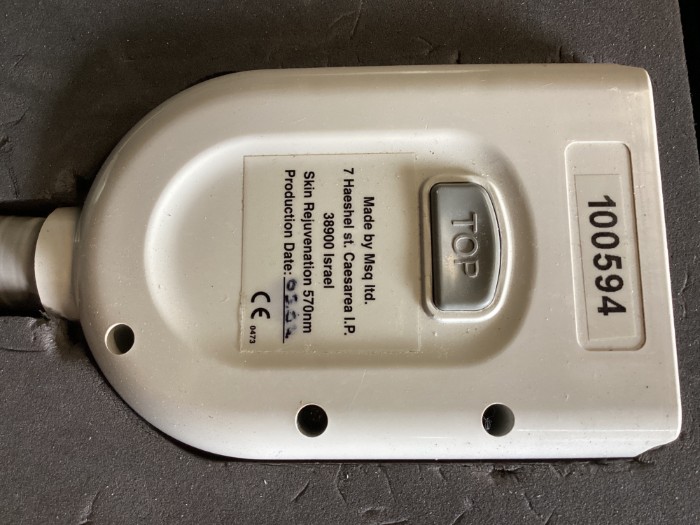 Made by Msq ltd.
7 Haeshel st. Caesarea I.P.
38900 Israel
Skin Rejuvenation 570nm
Production Date:
CE 0473
TOP
100594